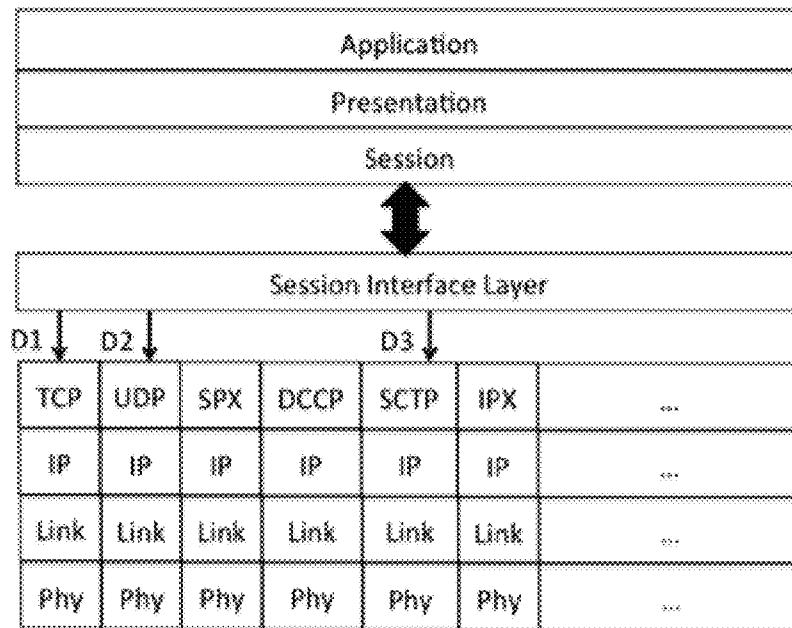 Application
Presentation
Session
Session Interface Layer
D1 D2 D3
TCP UDP SPX DCCP SCTP IPX ...
IP IP IP IP IP IP ...
Link Link Link Link Link Link ...
Phy Phy Phy Phy Phy Phy ...